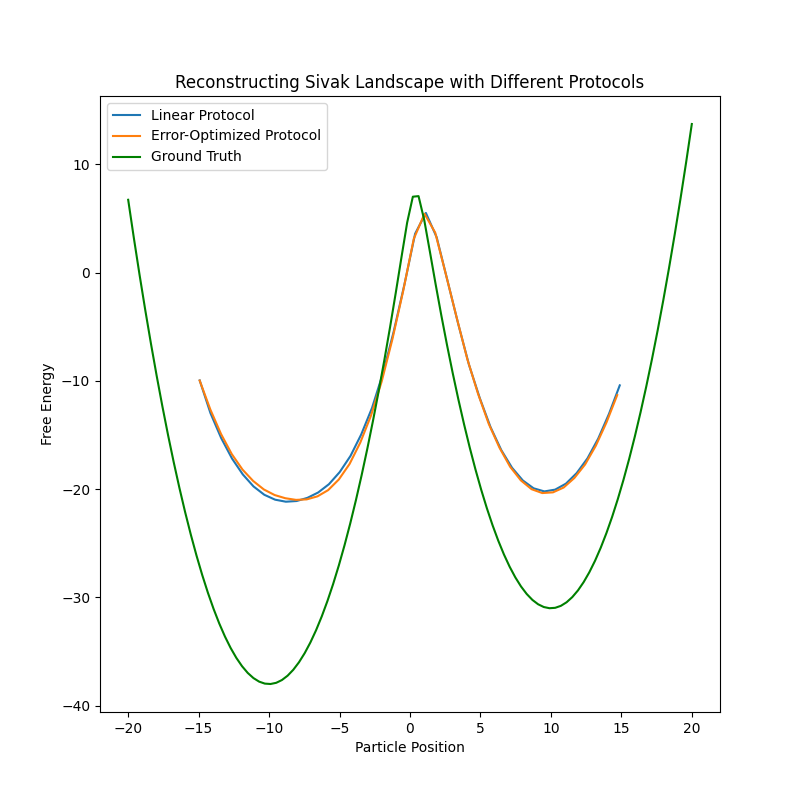 Reconstructing Sivak Landscape with Different Protocols
Linear Protocol
Error-Optimized Protocol
Ground Truth
10
0
−10
−20
−30
−40
Free Energy
−20 −15 −10 −5 0 5 10 15 20
Particle Position